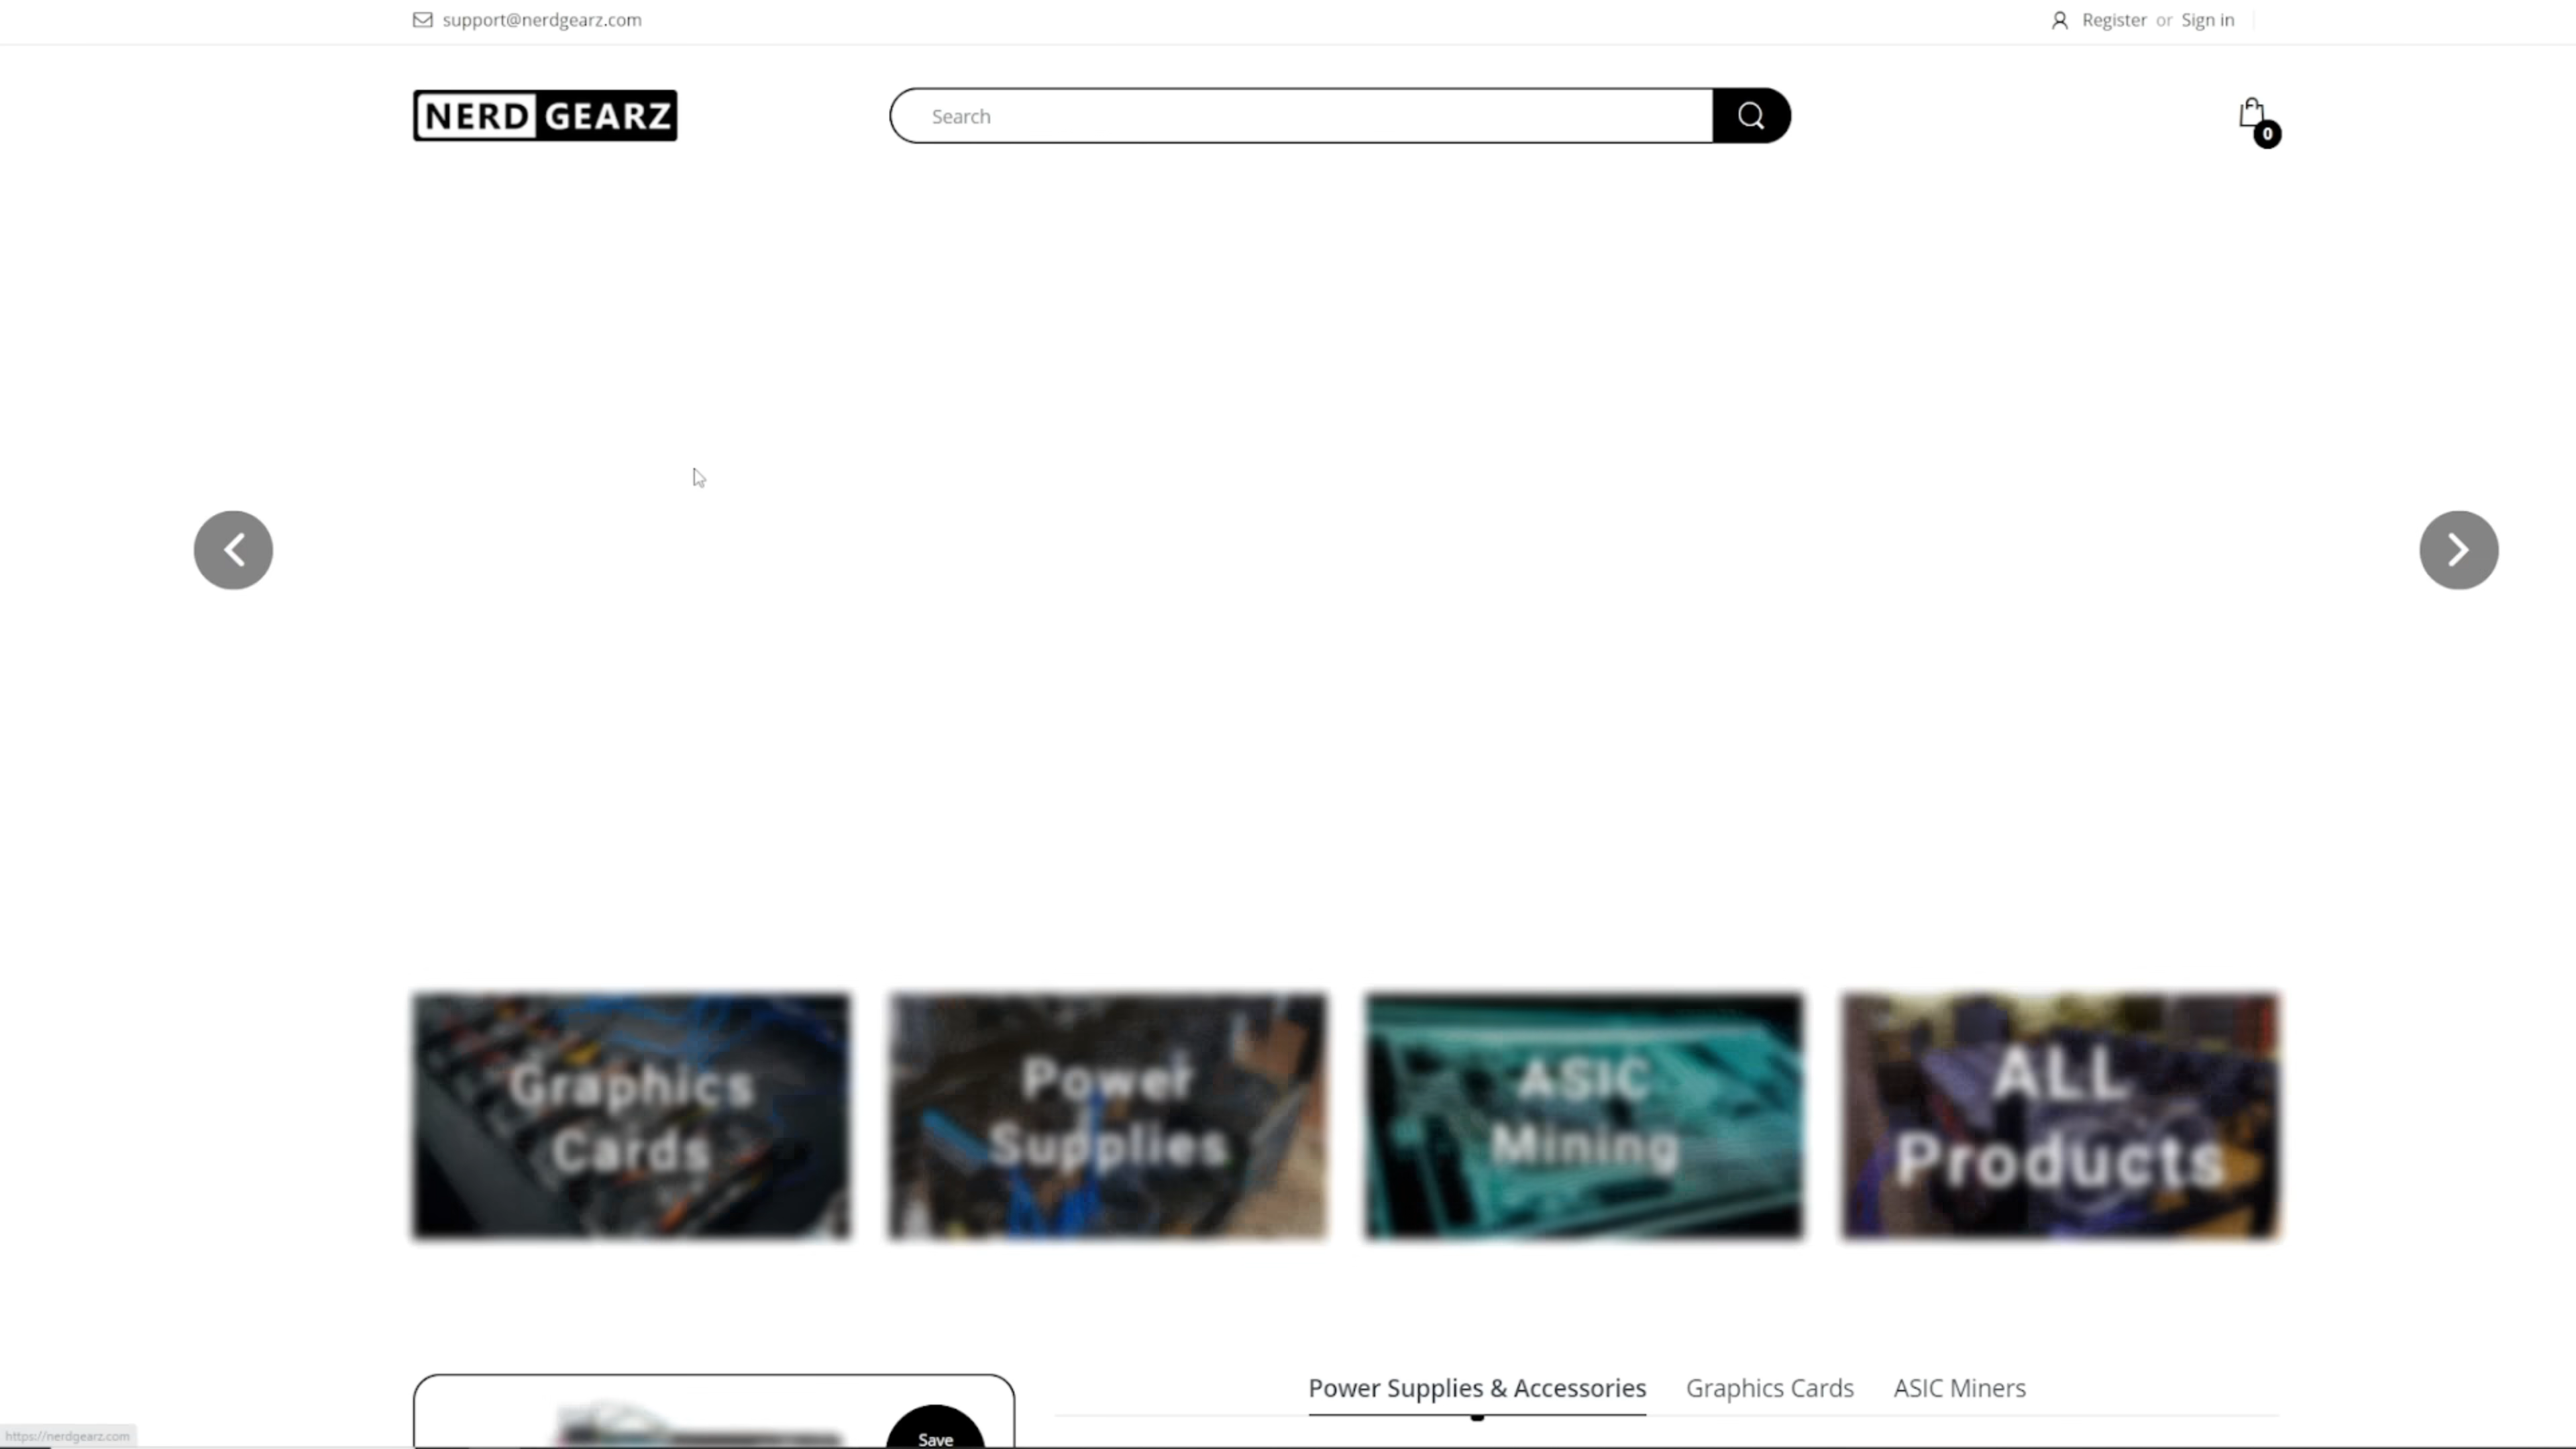 support@nerdgearz.com
Register or Sign in
NERD GEARZ
Search
0
Graphics
Cards
Power
Supplies
ASIC
Mining
ALL
Products
Power Supplies & Accessories
Graphics Cards
ASIC Miners
Save
https://nerdgearz.com